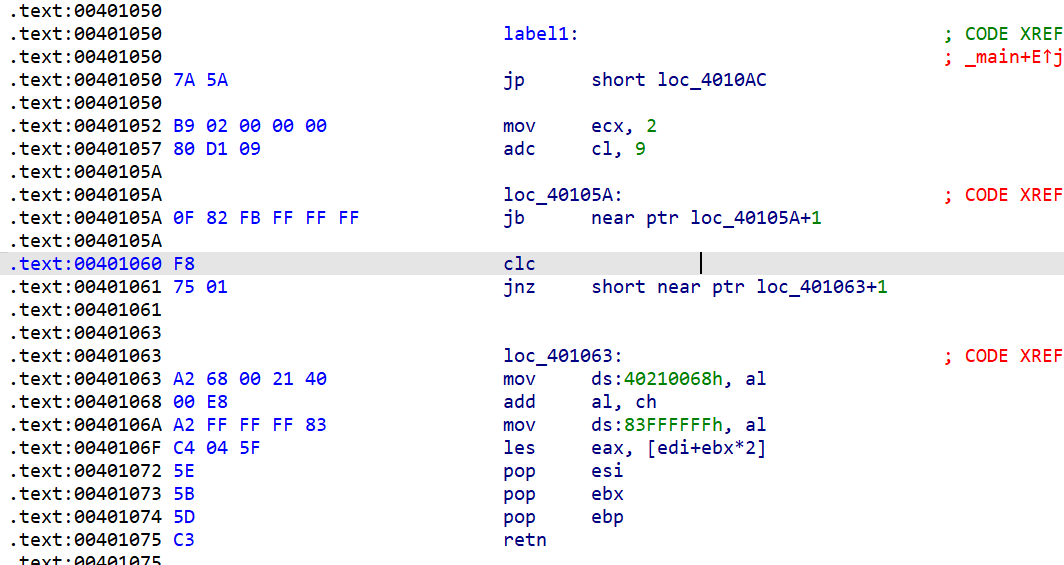 .text:00401050
.text:00401050 label1: ; CODE XREF
.text:00401050 ; _main+E↑j
.text:00401050 7A 5A jp short loc_4010AC
.text:00401050
.text:00401052 B9 02 00 00 00 mov ecx, 2
.text:00401057 80 D1 09 adc cl, 9
.text:0040105A
.text:0040105A loc_40105A: ; CODE XREF
.text:0040105A 0F 82 FB FF FF FF jb near ptr loc_40105A+1
.text:0040105A
.text:00401060 F8 clc
.text:00401061 75 01 jnz short near ptr loc_401063+1
.text:00401061
.text:00401063
.text:00401063 loc_401063: ; CODE XREF
.text:00401063 A2 68 00 21 40 mov ds:40210068h, al
.text:00401068 00 E8 add al, ch
.text:0040106A A2 FF FF FF 83 mov ds:83FFFFFFh, al
.text:0040106F C4 04 5F les eax, [edi+ebx*2]
.text:00401072 5E pop esi
.text:00401073 5B pop ebx
.text:00401074 5D pop ebp
.text:00401075 C3 retn
.text:00401075